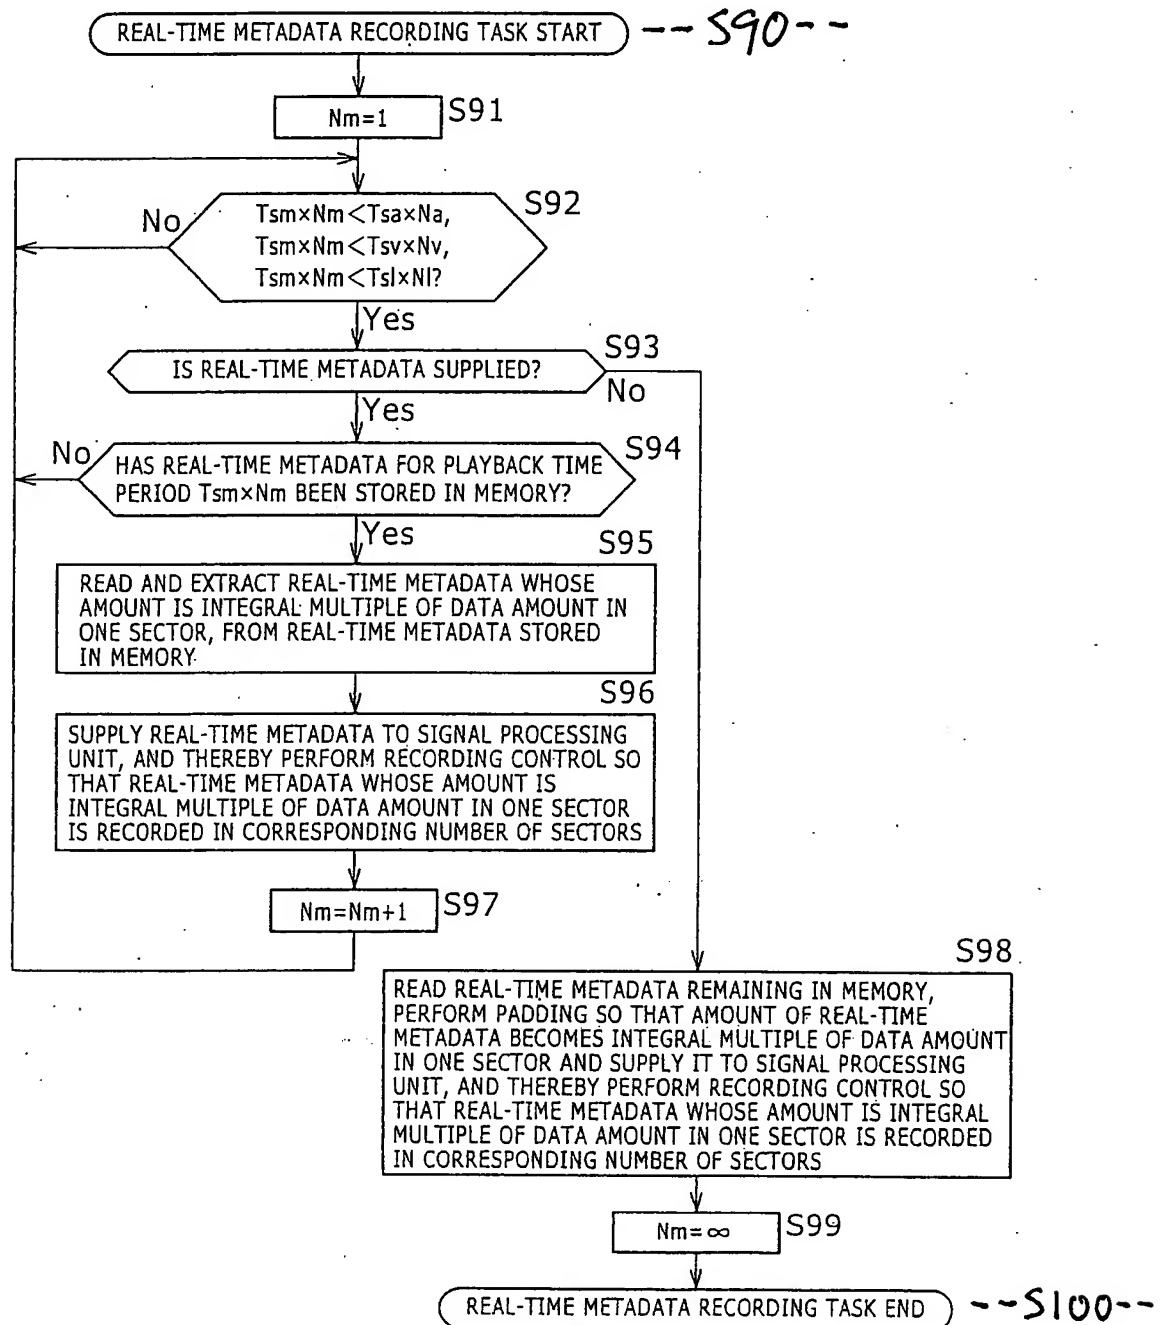 REAL-TIME METADATA RECORDING TASK START --S90--
Nm=1 S91
S92
No
Tsm×Nm<Tsa×Na,
Tsm×Nm<Tsv×Nv,
Tsm×Nm<Tsl×Nl?
Yes
S93
IS REAL-TIME METADATA SUPPLIED?
No
Yes
S94
No
HAS REAL-TIME METADATA FOR PLAYBACK TIME
PERIOD Tsm×Nm BEEN STORED IN MEMORY?
Yes
S95
READ AND EXTRACT REAL-TIME METADATA WHOSE
AMOUNT IS INTEGRAL MULTIPLE OF DATA AMOUNT IN
ONE SECTOR, FROM REAL-TIME METADATA STORED
IN MEMORY
S96
SUPPLY REAL-TIME METADATA TO SIGNAL PROCESSING
UNIT, AND THEREBY PERFORM RECORDING CONTROL SO
THAT REAL-TIME METADATA WHOSE AMOUNT IS
INTEGRAL MULTIPLE OF DATA AMOUNT IN ONE SECTOR
IS RECORDED IN CORRESPONDING NUMBER OF SECTORS
Nm=Nm+1 S97
S98
READ REAL-TIME METADATA REMAINING IN MEMORY,
PERFORM PADDING SO THAT AMOUNT OF REAL-TIME
METADATA BECOMES INTEGRAL MULTIPLE OF DATA AMOUNT
IN ONE SECTOR AND SUPPLY IT TO SIGNAL PROCESSING
UNIT, AND THEREBY PERFORM RECORDING CONTROL SO
THAT REAL-TIME METADATA WHOSE AMOUNT IS INTEGRAL
MULTIPLE OF DATA AMOUNT IN ONE SECTOR IS RECORDED
IN CORRESPONDING NUMBER OF SECTORS
Nm=∞ S99
REAL-TIME METADATA RECORDING TASK END --S100--